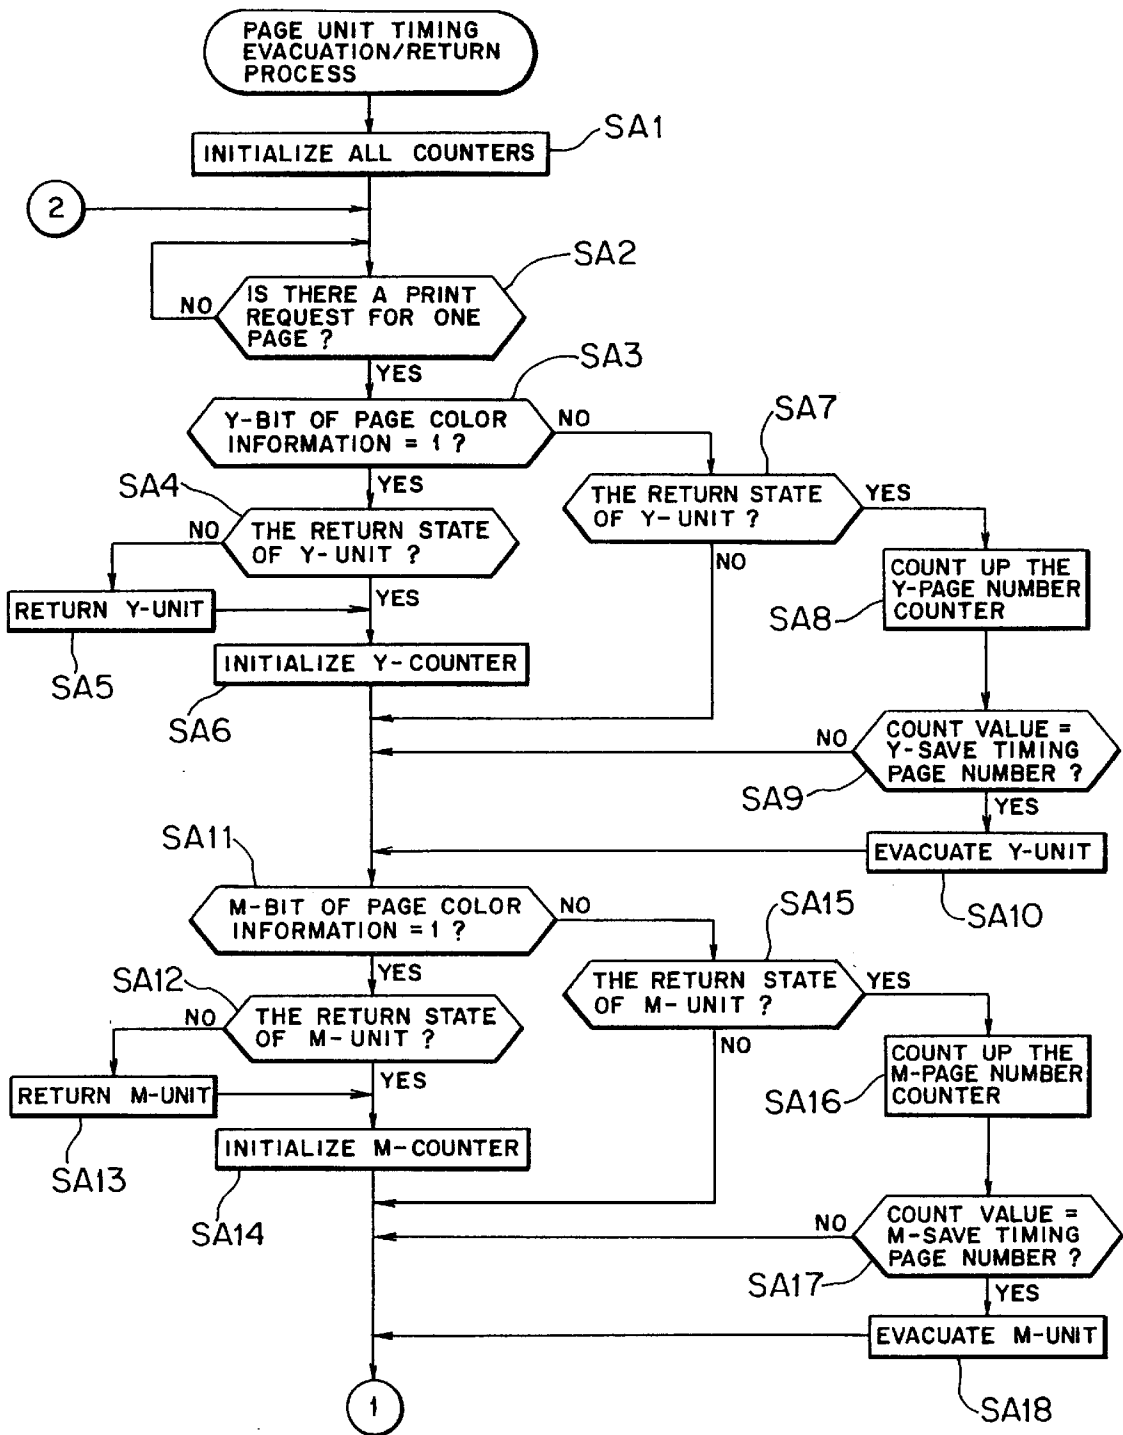 PAGE UNIT TIMING
EVACUATION/RETURN
PROCESS
SA1
INITIALIZE ALL COUNTERS
2
SA2
IS THERE A PRINT
REQUEST FOR ONE
PAGE ?
NO
YES
SA3
Y-BIT OF PAGE COLOR
INFORMATION = 1 ?
NO
YES
SA7
THE RETURN STATE
OF Y-UNIT ?
YES
NO
SA4
THE RETURN STATE
OF Y-UNIT ?
NO
YES
COUNT UP THE
Y-PAGE NUMBER
COUNTER
SA8
RETURN Y-UNIT
SA5
INITIALIZE Y-COUNTER
SA6
COUNT VALUE =
Y-SAVE TIMING
PAGE NUMBER ?
NO
SA9
YES
EVACUATE Y-UNIT
SA10
SA11
M-BIT OF PAGE COLOR
INFORMATION = 1 ?
NO
YES
SA15
THE RETURN STATE
OF M-UNIT ?
YES
NO
SA12
THE RETURN STATE
OF M-UNIT ?
NO
YES
COUNT UP THE
M-PAGE NUMBER
COUNTER
SA16
RETURN M-UNIT
SA13
INITIALIZE M-COUNTER
SA14
COUNT VALUE =
M-SAVE TIMING
PAGE NUMBER ?
NO
SA17
YES
EVACUATE M-UNIT
SA18
1